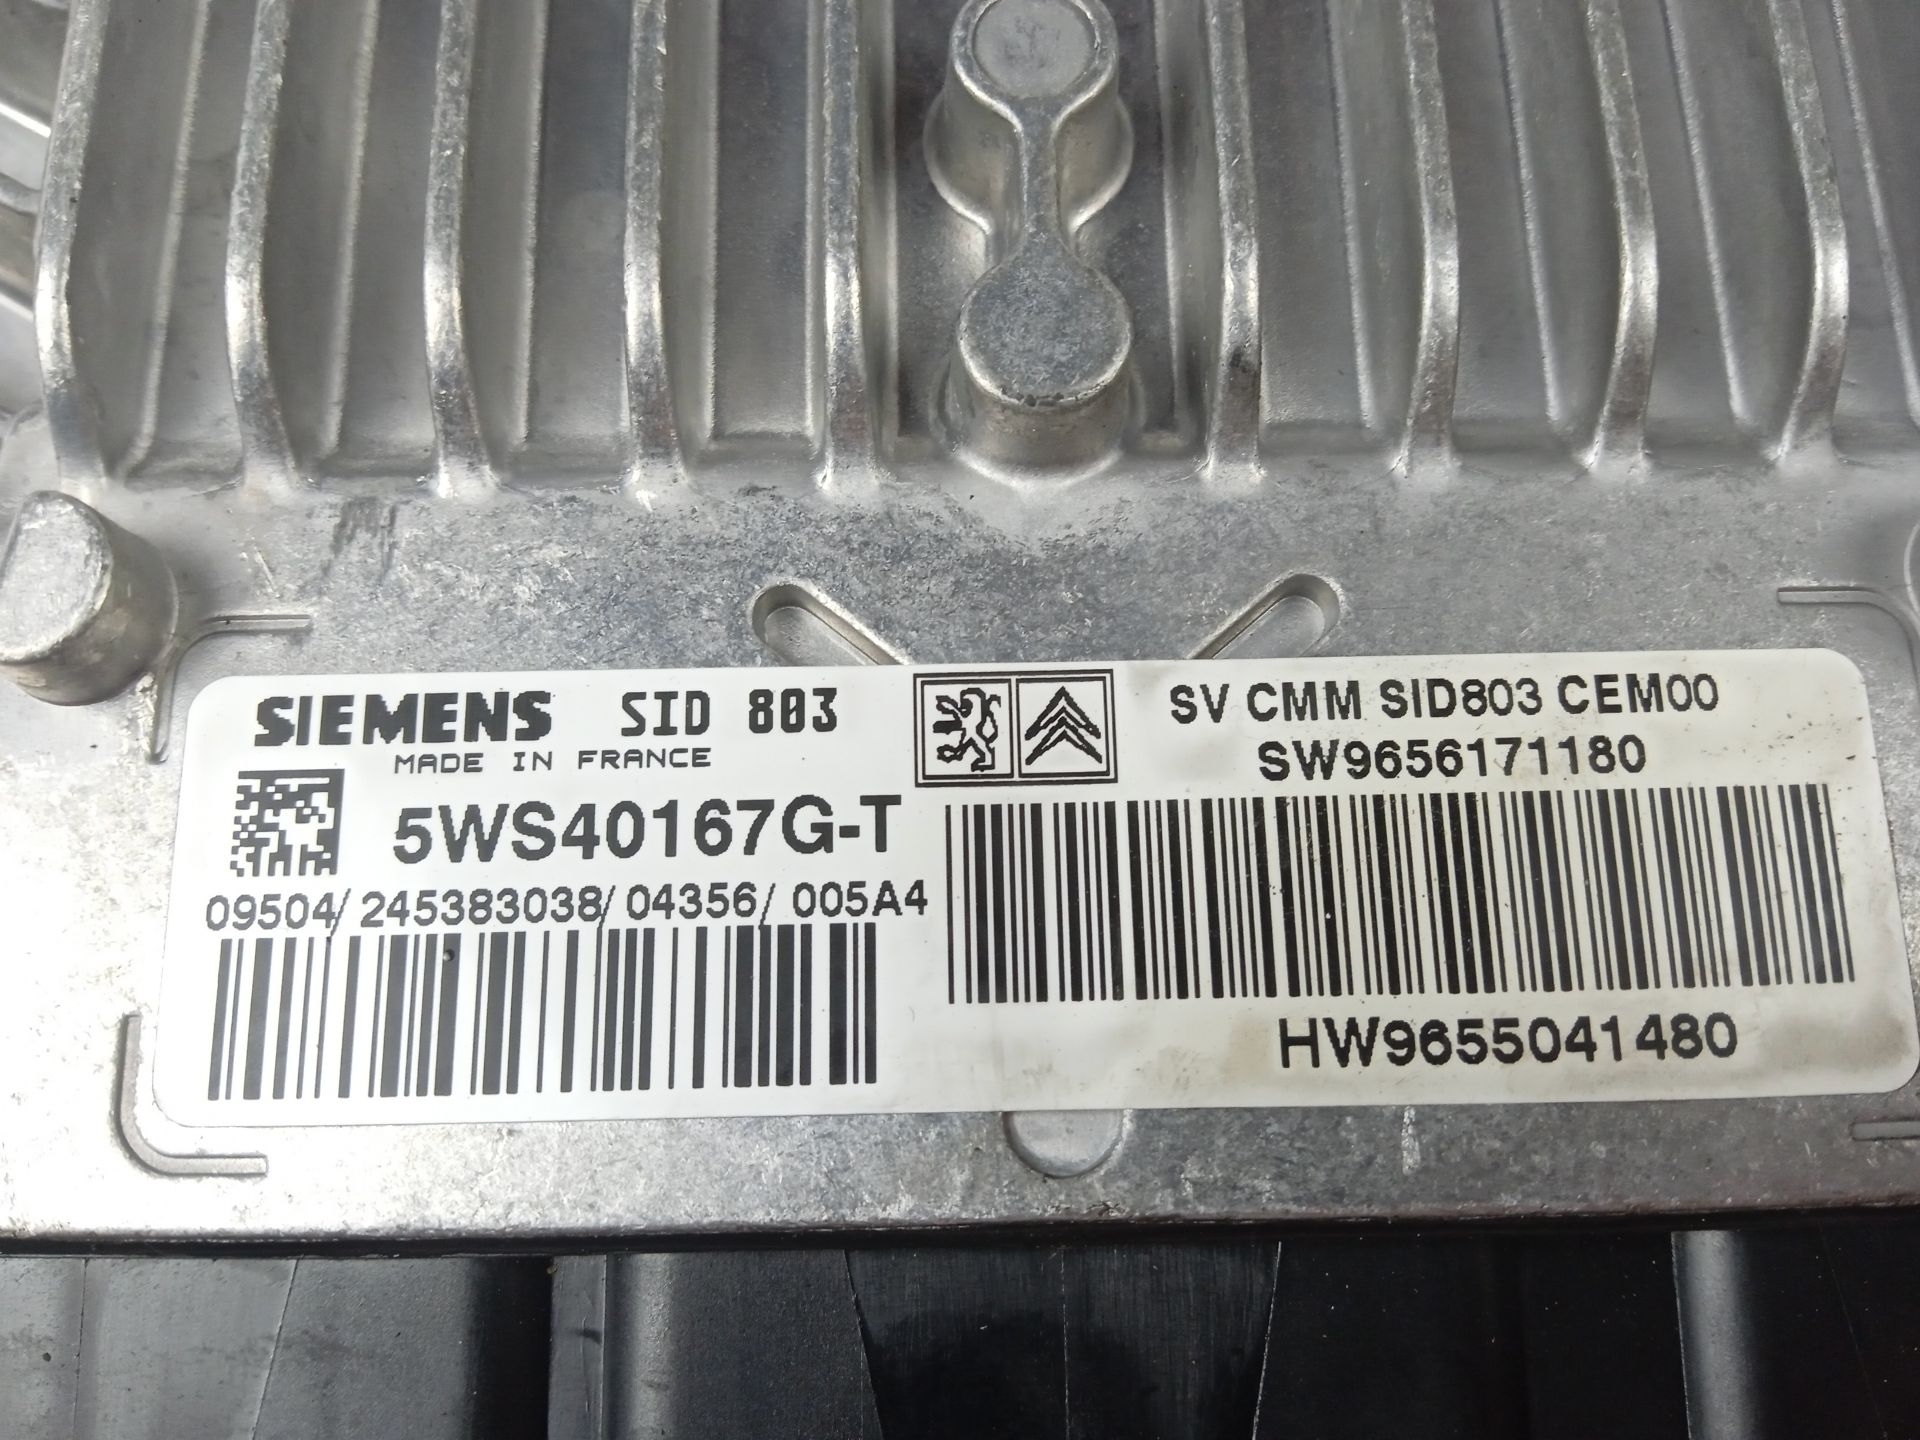 SIEMENS SID 803
MADE IN FRANCE
5WS40167G-T
09504/245383038/04356/005A4
SV CMM SID803 CEM00
SW9656171180
HW9655041480